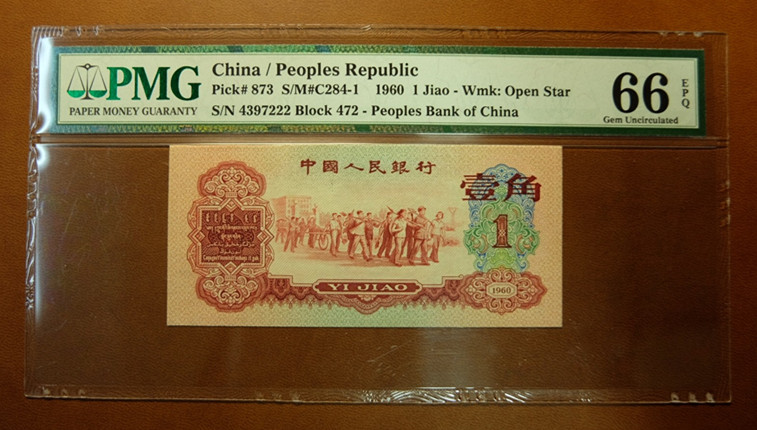 PMG
PAPER MONEY GUARANTY
China / Peoples Republic
Pick# 873 S/M#C284-1 1960 1 Jiao - Wmk: Open Star
S/N 4397222 Block 472 - Peoples Bank of China
66 EPQ
Gem Uncirculated
中國人民銀行
壹角
1
YI JIAO
1960